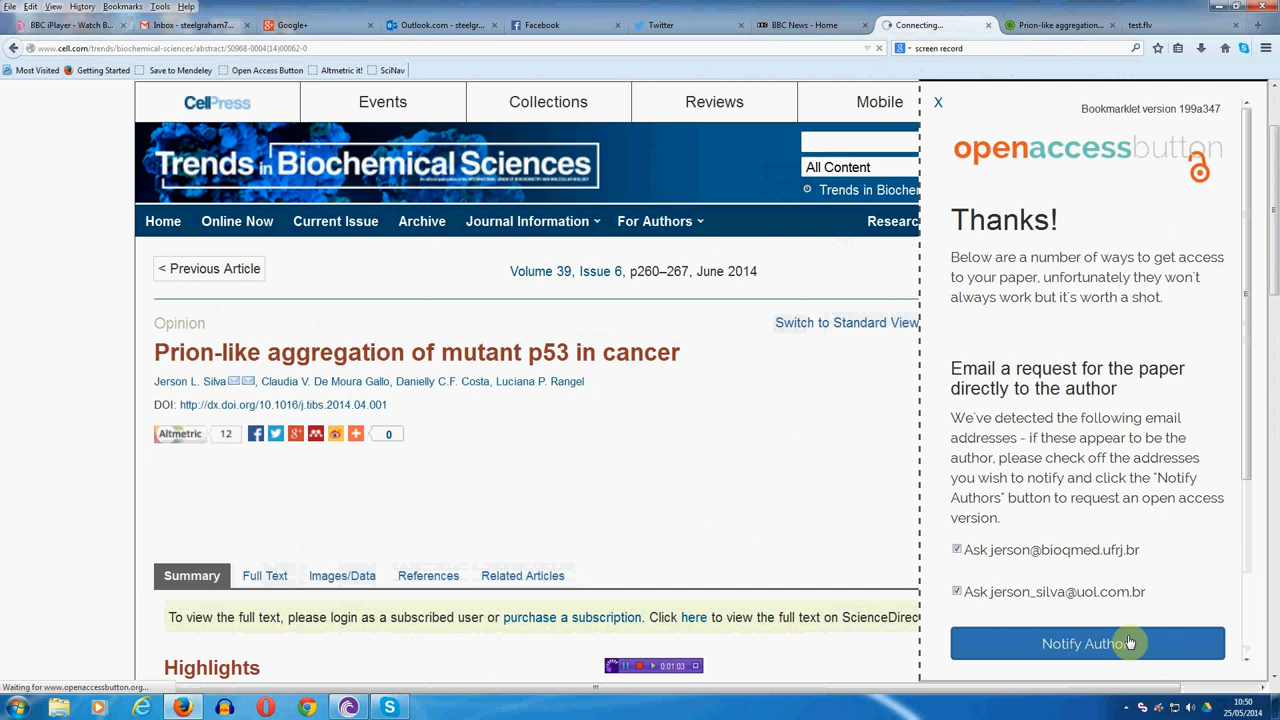 File Edit View History Bookmarks Tools Help
BBC iPlayer - Watch B...
Inbox - steelgraham7...
Google+
Outlook.com - steelgr...
Facebook
Twitter
BBC News - Home
Connecting...
Prion-like aggregation...
test.flv
www.cell.com/trends/biochemical-sciences/abstract/S0968-0004(14)00062-0
screen record
Most Visited
Getting Started
Save to Mendeley
Open Access Button
Altmetric it!
SciNav
CellPress
Events
Collections
Reviews
Mobile
Trends in Biochemical Sciences
All Content
Trends in Bioche
Home
Online Now
Current Issue
Archive
Journal Information
For Authors
Researc
< Previous Article
Volume 39, Issue 6, p260–267, June 2014
Opinion
Switch to Standard View
Prion-like aggregation of mutant p53 in cancer
Jerson L. Silva, Claudia V. De Moura Gallo, Danielly C.F. Costa, Luciana P. Rangel
DOI: http://dx.doi.org/10.1016/j.tibs.2014.04.001
Altmetric 12
0
Summary
Full Text
Images/Data
References
Related Articles
To view the full text, please login as a subscribed user or purchase a subscription. Click here to view the full text on ScienceDirec
Highlights
0:01:03
X
Bookmarklet version 199a347
openaccessbutton
Thanks!
Below are a number of ways to get access
to your paper, unfortunately they won't
always work but it's worth a shot.
Email a request for the paper
directly to the author
We've detected the following email
addresses - if these appear to be the
author, please check off the addresses
you wish to notify and click the "Notify
Authors" button to request an open access
version.
Ask jerson@bioqmed.ufrj.br
Ask jerson_silva@uol.com.br
Notify Author
Waiting for www.openaccessbutton.org...
10:50
25/05/2014